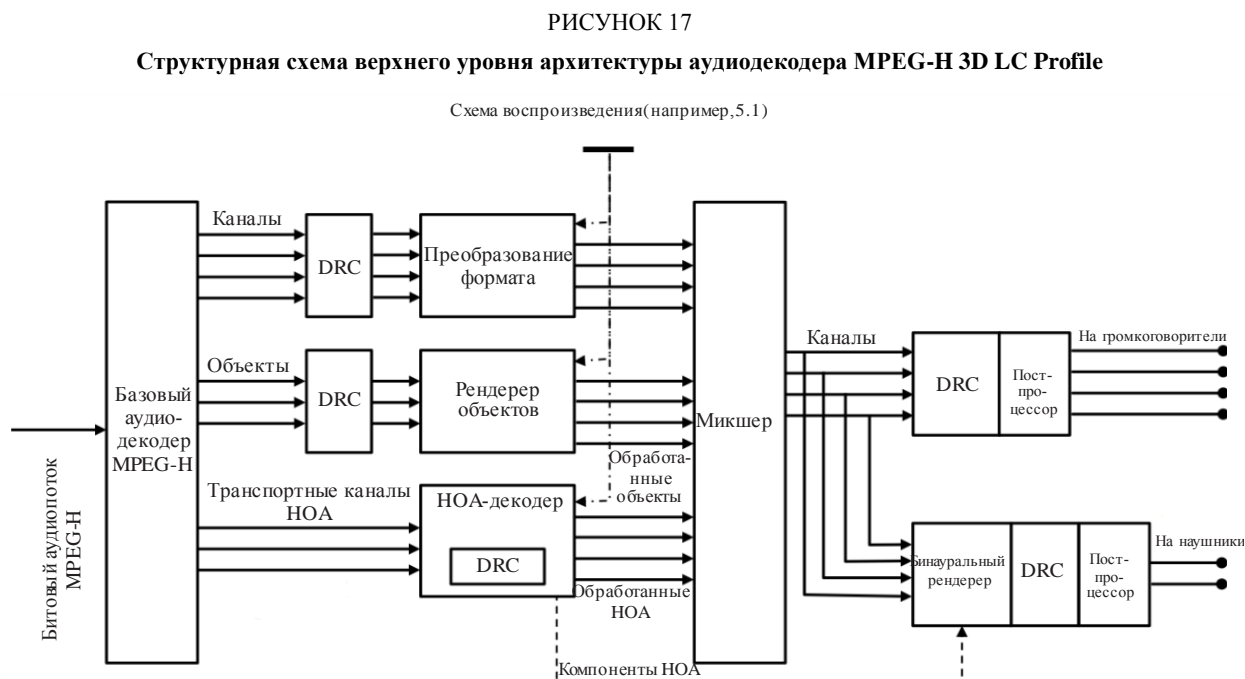 РИСУНОК 17
Структурная схема верхнего уровня архитектуры аудиодекодера MPEG-H 3D LC Profile
Схема воспроизведения(например,5.1)
Каналы
DRC
Преобразование
формата
Объекты
DRC
Рендерер
объектов
Базовый
аудио-
декодер
MPEG-H
Битовый аудиопоток
MPEG-H
Транспортные каналы
HOA
HOA-декодер
DRC
Обработа-
нные
объекты
Обработанные
HOA
Компоненты HOA
Микшер
Каналы
DRC
Пост-
про-
цессор
На громкоговорители
Бинауральный
рендерер
DRC
Пост-
про-
цессор
На наушники